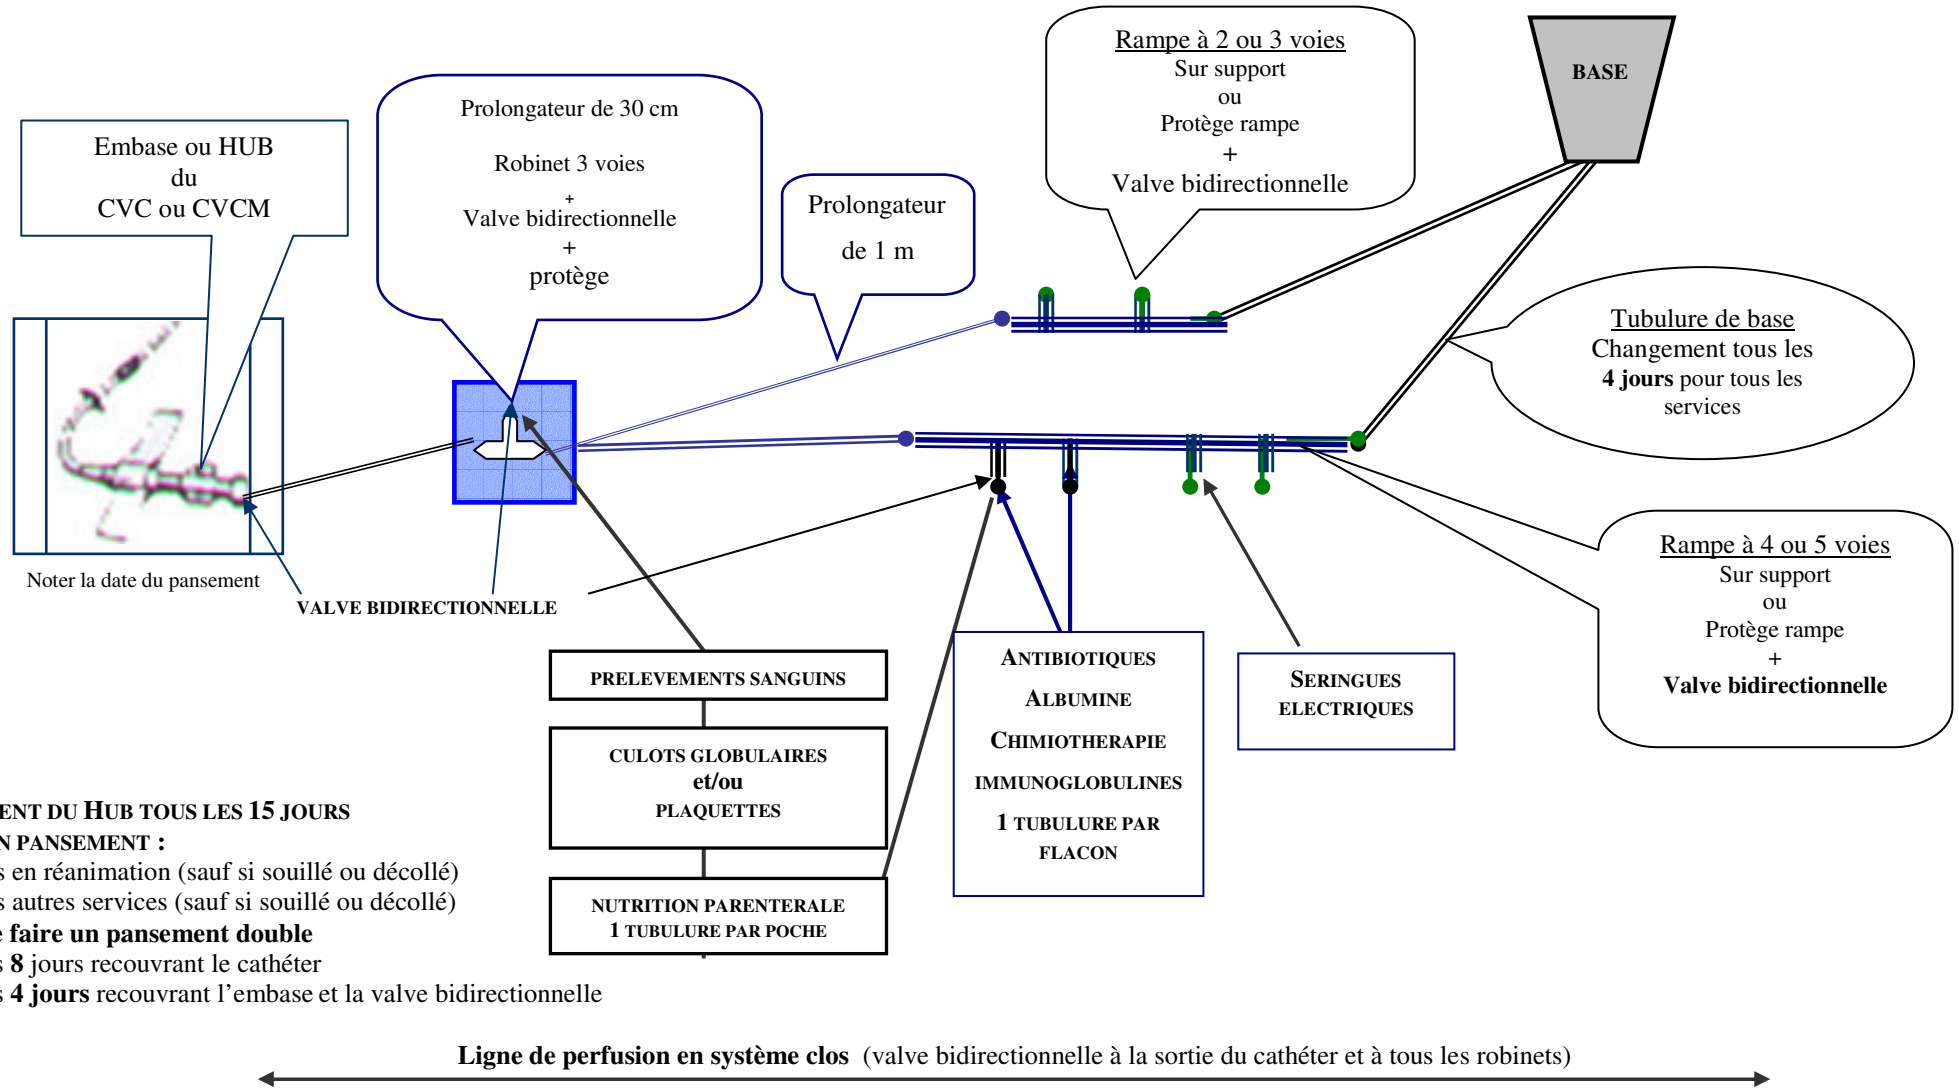 Rampe à 2 ou 3 voies
Sur support
ou
Protège rampe
+
Valve bidirectionnelle
BASE
Prolongateur de 30 cm
Robinet 3 voies
+
Valve bidirectionnelle
+
protège
Embase ou HUB
du
CVC ou CVCM
Prolongateur
de 1 m
Tubulure de base
Changement tous les
4 jours pour tous les
services
Noter la date du pansement
VALVE BIDIRECTIONNELLE
Rampe à 4 ou 5 voies
Sur support
ou
Protège rampe
+
Valve bidirectionnelle
PRELEVEMENTS SANGUINS
CULOTS GLOBULAIRES
et/ou
PLAQUETTES
NUTRITION PARENTERALE
1 TUBULURE PAR POCHE
ANTIBIOTIQUES
ALBUMINE
CHIMIOTHERAPIE
IMMUNOGLOBULINES
1 TUBULURE PAR
FLACON
SERINGUES
ELECTRIQUES
ENT DU HUB TOUS LES 15 JOURS
N PANSEMENT :
s en réanimation (sauf si souillé ou décollé)
s autres services (sauf si souillé ou décollé)
e faire un pansement double
s 8 jours recouvrant le cathéter
s 4 jours recouvrant l'embase et la valve bidirectionnelle
Ligne de perfusion en système clos (valve bidirectionnelle à la sortie du cathéter et à tous les robinets)